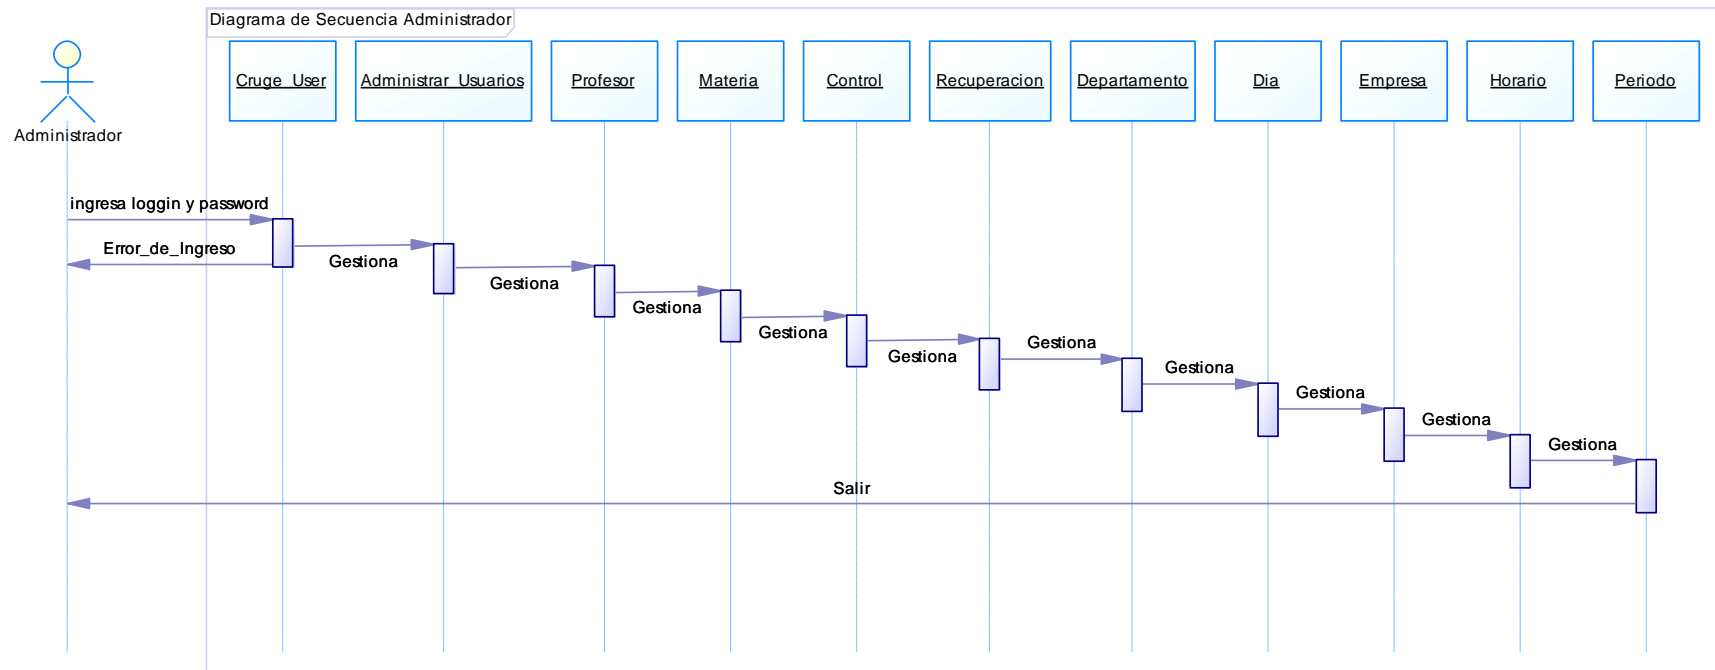 Diagrama de Secuencia Administrador
Cruge_User
Administrar_Usuarios
Profesor
Materia
Control
Recuperacion
Departamento
Dia
Empresa
Horario
Periodo
Administrador
ingresa loggin y password
Error_de_Ingreso
Gestiona
Gestiona
Gestiona
Gestiona
Gestiona
Gestiona
Gestiona
Gestiona
Gestiona
Gestiona
Salir